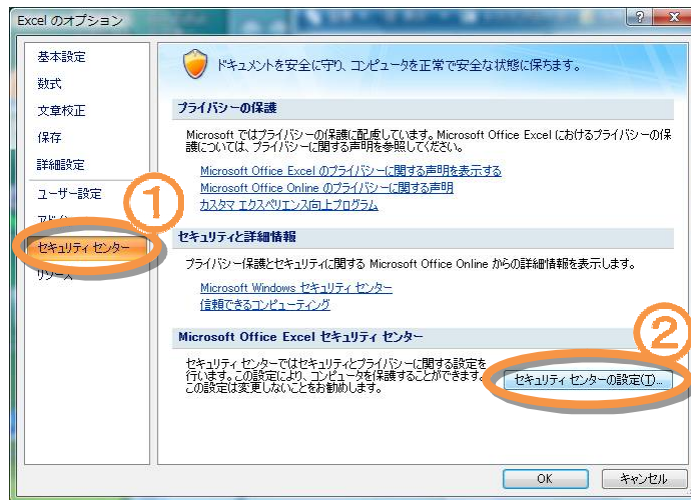 Excel のオプション
基本設定
数式
文章校正
保存
詳細設定
ユーザー設定
セキュリティ センター
リソース
①
ドキュメントを安全に守り、コンピュータを正常で安全な状態に保ちます。
プライバシーの保護
Microsoft ではプライバシーの保護に配慮しています。Microsoft Office Excel におけるプライバシーの保
護については、プライバシーに関する声明を参照してください。
Microsoft Office Excel のプライバシーに関する声明を表示する
Microsoft Office Online のプライバシーに関する声明
カスタマ エクスペリエンス向上プログラム
セキュリティと詳細情報
プライバシー保護とセキュリティに関する Microsoft Office Online からの詳細情報を表示します。
Microsoft Windows セキュリティ センター
信頼できるコンピューティング
Microsoft Office Excel セキュリティ センター
②
セキュリティ センターではセキュリティとプライバシーに関する設定を
行います。この設定により、コンピュータを保護することができます。
この設定は変更しないことをお勧めします。
セキュリティ センターの設定(T)...
OK
キャンセル